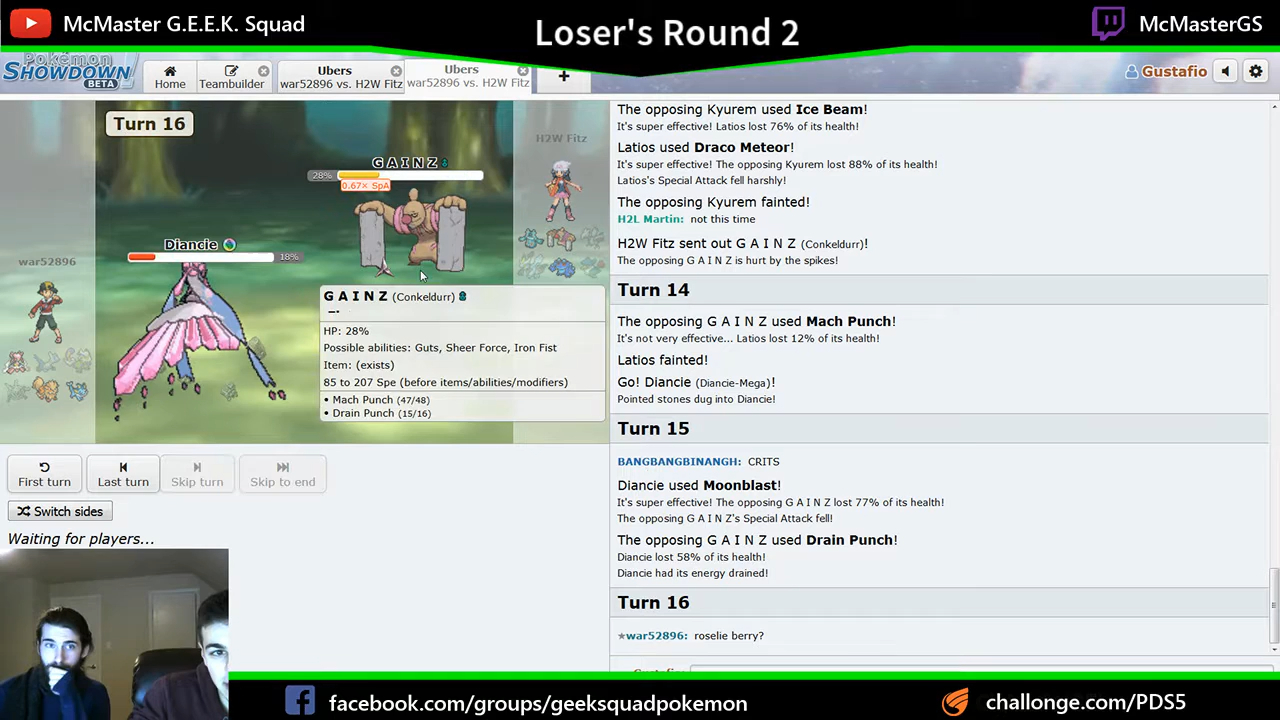 McMaster G.E.E.K. Squad
Loser's Round 2
McMasterGS
Pokémon
SHOWDOWN
BETA
Home
Teambuilder
Ubers
war52896 vs. H2W Fitz
Ubers
war52896 vs. H2W Fitz
Gustafio
Turn 16
G A I N Z
28%
0.67× SpA
H2W Fitz
Diancie
18%
war52896
G A I N Z (Conkeldurr)
HP: 28%
Possible abilities: Guts, Sheer Force, Iron Fist
Item: (exists)
85 to 207 Spe (before items/abilities/modifiers)
• Mach Punch (47/48)
• Drain Punch (15/16)
First turn
Last turn
Skip turn
Skip to end
Switch sides
Waiting for players...
The opposing Kyurem used Ice Beam!
It's super effective! Latios lost 76% of its health!
Latios used Draco Meteor!
It's super effective! The opposing Kyurem lost 88% of its health!
Latios's Special Attack fell harshly!
The opposing Kyurem fainted!
H2L Martin: not this time
H2W Fitz sent out G A I N Z (Conkeldurr)!
The opposing G A I N Z is hurt by the spikes!
Turn 14
The opposing G A I N Z used Mach Punch!
It's not very effective... Latios lost 12% of its health!
Latios fainted!
Go! Diancie (Diancie-Mega)!
Pointed stones dug into Diancie!
Turn 15
BANGBANGBINANGH: CRITS
Diancie used Moonblast!
It's super effective! The opposing G A I N Z lost 77% of its health!
The opposing G A I N Z's Special Attack fell!
The opposing G A I N Z used Drain Punch!
Diancie lost 58% of its health!
Diancie had its energy drained!
Turn 16
★war52896: roselie berry?
facebook.com/groups/geeksquadpokemon
challonge.com/PDS5